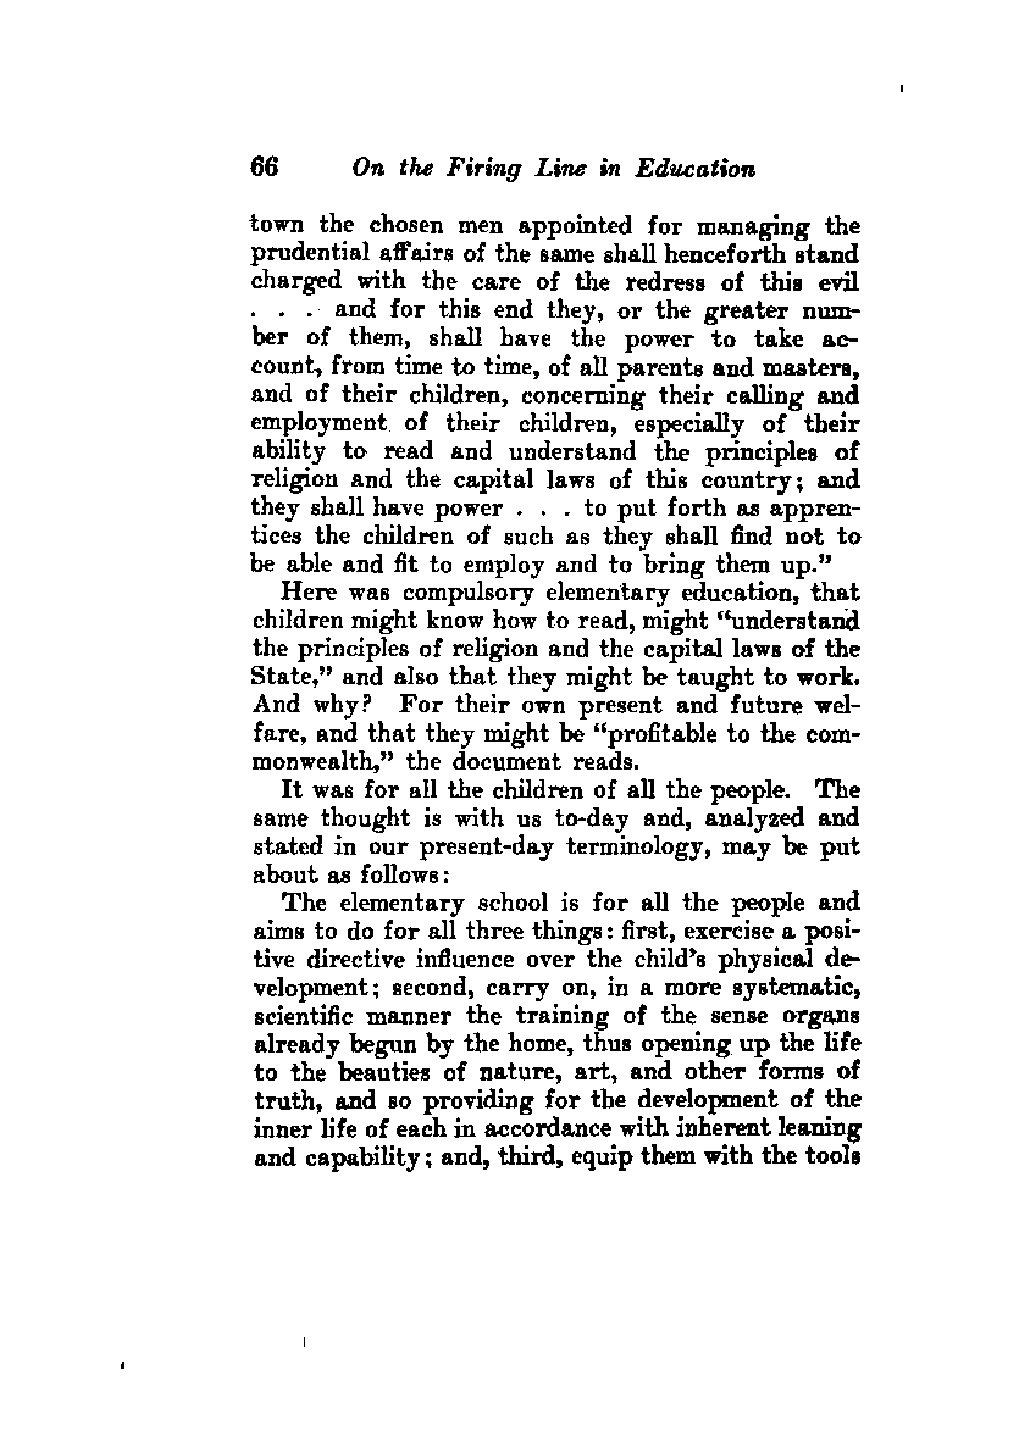 66 On the Firing Line in Education
town the chosen men appointed for managing the
prudential affairs of the same shall henceforth stand
charged with the care of the redress of this evil
. . . and for this end they, or the greater num-
ber of them, shall have the power to take ac-
count, from time to time, of all parents and masters,
and of their children, concerning their calling and
employment of their children, especially of their
ability to read and understand the principles of
religion and the capital laws of this country; and
they shall have power . . . to put forth as appren-
tices the children of such as they shall find not to
be able and fit to employ and to bring them up."
Here was compulsory elementary education, that
children might know how to read, might "understand
the principles of religion and the capital laws of the
State," and also that they might be taught to work.
And why? For their own present and future wel-
fare, and that they might be "profitable to the com-
monwealth," the document reads.
It was for all the children of all the people. The
same thought is with us to-day and, analyzed and
stated in our present-day terminology, may be put
about as follows:
The elementary school is for all the people and
aims to do for all three things: first, exercise a posi-
tive directive influence over the child's physical de-
velopment; second, carry on, in a more systematic,
scientific manner the training of the sense organs
already begun by the home, thus opening up the life
to the beauties of nature, art, and other forms of
truth, and so providing for the development of the
inner life of each in accordance with inherent leaning
and capability; and, third, equip them with the tools